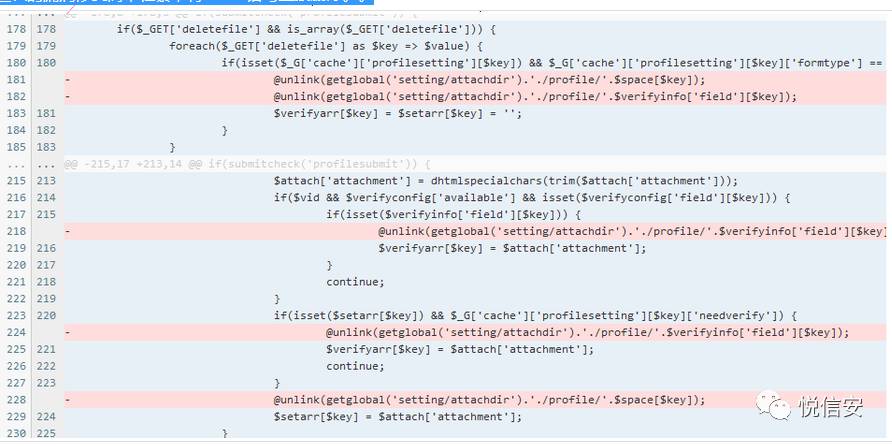 178 178 if($_GET['deletefile'] && is_array($_GET['deletefile'])) {
179 179 foreach($_GET['deletefile'] as $key => $value) {
180 180 if(isset($_G['cache']['profilesetting'][$key]) && $_G['cache']['profilesetting'][$key]['formtype'] ==
181 - @unlink(getglobal('setting/attachdir').'./profile/'.$space[$key]);
182 - @unlink(getglobal('setting/attachdir').'./profile/'.$verifyinfo['field'][$key]);
183 181 $verifyarr[$key] = $setarr[$key] = '';
184 182 }
185 183 }
... ... @@ -215,17 +213,14 @@ if(submitcheck('profilesubmit')) {
215 213 $attach['attachment'] = dhtmlspecialchars(trim($attach['attachment']));
216 214 if($vid && $verifyconfig['available'] && isset($verifyconfig['field'][$key])) {
217 215 if(isset($verifyinfo['field'][$key])) {
218 - @unlink(getglobal('setting/attachdir').'./profile/'.$verifyinfo['field'][$key]
219 216 $verifyarr[$key] = $attach['attachment'];
220 217 }
221 218 continue;
222 219 }
223 220 if(isset($setarr[$key]) && $_G['cache']['profilesetting'][$key]['needverify']) {
224 - @unlink(getglobal('setting/attachdir').'./profile/'.$verifyinfo['field'][$key]);
225 221 $verifyarr[$key] = $attach['attachment'];
226 222 continue;
227 223 }
228 - @unlink(getglobal('setting/attachdir').'./profile/'.$space[$key]);
229 224 $setarr[$key] = $attach['attachment'];
230 225 }
悦信安